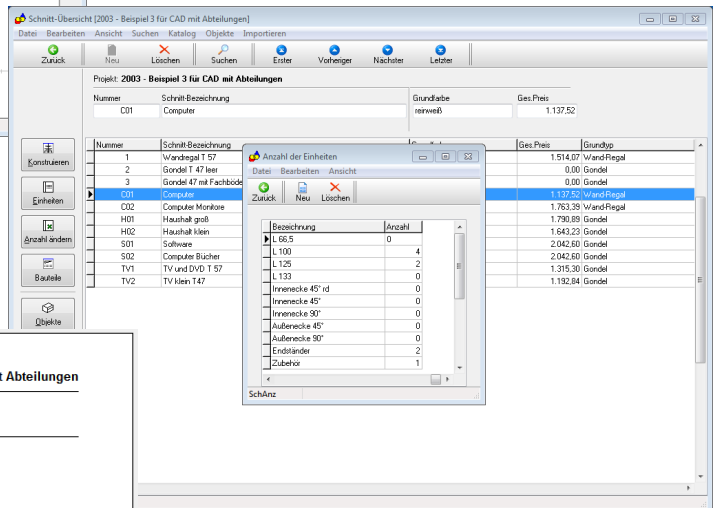 Schnitt-Übersicht [2003 - Beispiel 3 für CAD mit Abteilungen]
Datei Bearbeiten Ansicht Suchen Katalog Objekte Importieren
Zurück Neu Löschen Suchen Erster Vorheriger Nächster Letzter
Projekt: 2003 - Beispiel 3 für CAD mit Abteilungen
Nummer Schnitt-Bezeichnung Grundfarbe Ges.Preis
C01 Computer reinweiß 1.137,52
Konstruieren
Einheiten
Anzahl ändern
Bauteile
Objekte
Nummer Schnitt-Bezeichnung Ges.Preis Grundtyp
1 Wandregal T 57 1.514,07 Wand-Regal
2 Gondel T 47 leer 0,00 Gondel
3 Gondel 47 mit Fachböde 0,00 Gondel
C01 Computer 1.137,52 Wand-Regal
C02 Computer Monitore 1.763,39 Wand-Regal
H01 Haushalt groß 1.790,89 Gondel
H02 Haushalt klein 1.643,23 Gondel
S01 Software 2.042,60 Gondel
S02 Computer Bücher 2.042,60 Gondel
TV1 TV und DVD T 57 1.315,30 Gondel
TV2 TV klein T47 1.192,84 Gondel
Anzahl der Einheiten
Datei Bearbeiten Ansicht
Zurück Neu Löschen
Bezeichnung Anzahl
L 66,5 0
L 100 4
L 125 2
L 133 0
Innenecke 45° rd 0
Innenecke 45° 0
Innenecke 90° 0
Außenecke 45° 0
Außenecke 90° 0
Endständer 2
Zubehör 1
SchAnz
t Abteilungen